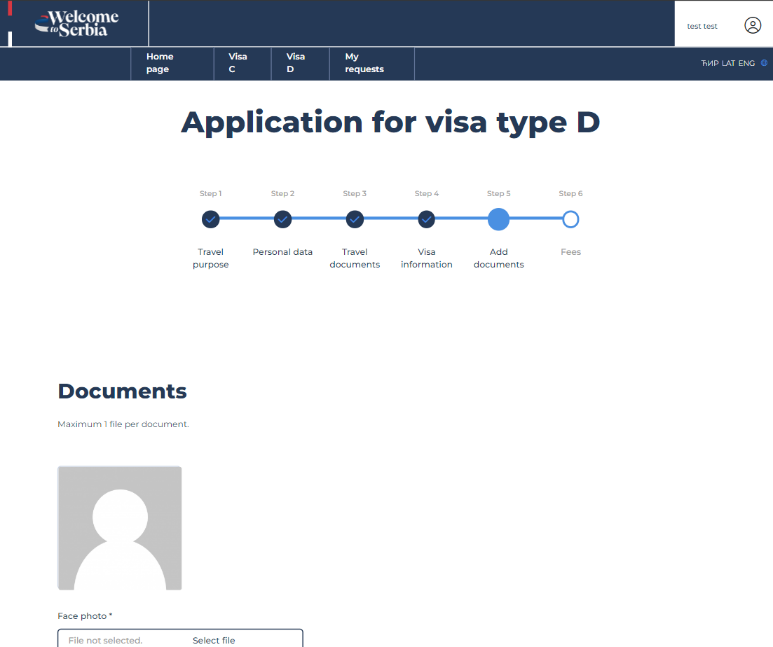 Welcome
to Serbia
test test
Home page
Visa C
Visa D
My requests
ЋИР LAT ENG
Application for visa type D
Step 1
Step 2
Step 3
Step 4
Step 5
Step 6
Travel purpose
Personal data
Travel documents
Visa information
Add documents
Fees
Documents
Maximum 1 file per document.
Face photo *
File not selected. Select file